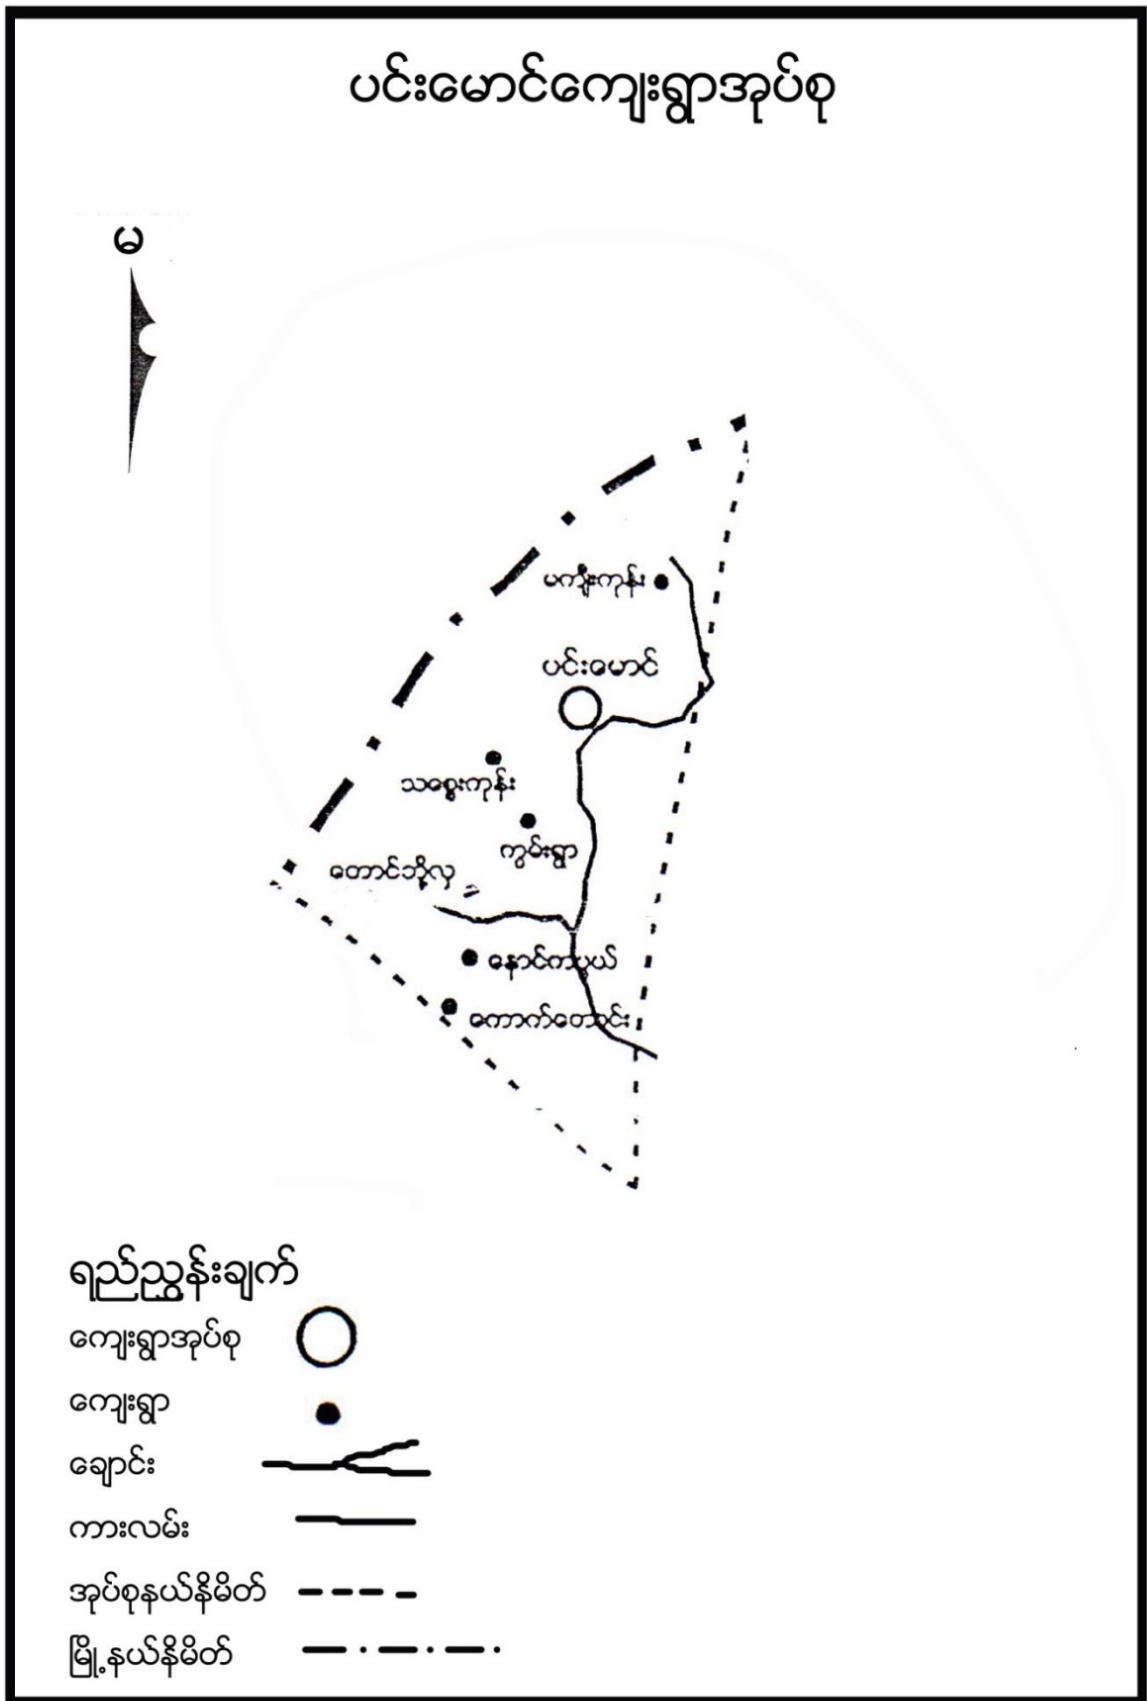 ပင်းမောင်ကျေးရွာအုပ်စု
မ
မကျီးကုန်း
ပင်းမောင်
သစွေးကုန်း
ကွမ်းရွာ
တောင်ဘို့လှ
နောင်ကပွယ်
ကောက်တောင်း
ရည်ညွှန်းချက်
ကျေးရွာအုပ်စု
ကျေးရွာ
ချောင်း
ကားလမ်း
အုပ်စုနယ်နိမိတ်
မြို့နယ်နိမိတ်